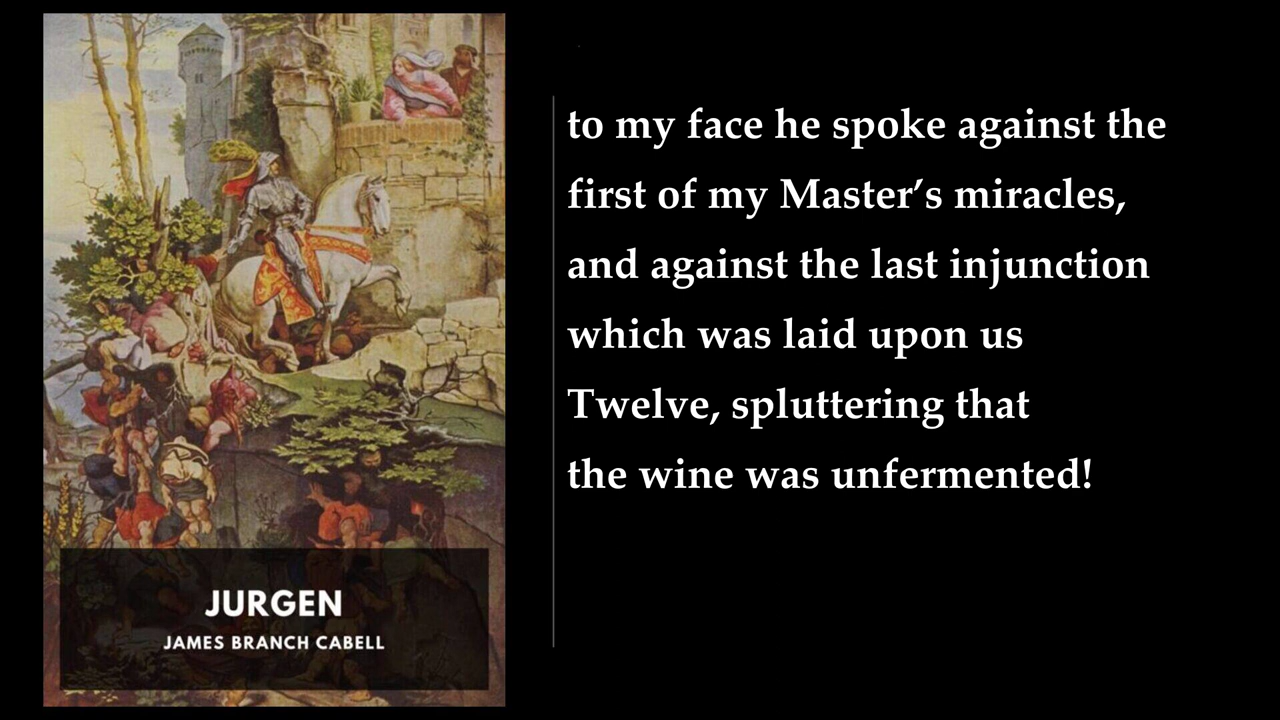 to my face he spoke against the
first of my Master’s miracles,
and against the last injunction
which was laid upon us
Twelve, spluttering that
the wine was unfermented!
JURGEN
JAMES BRANCH CABELL